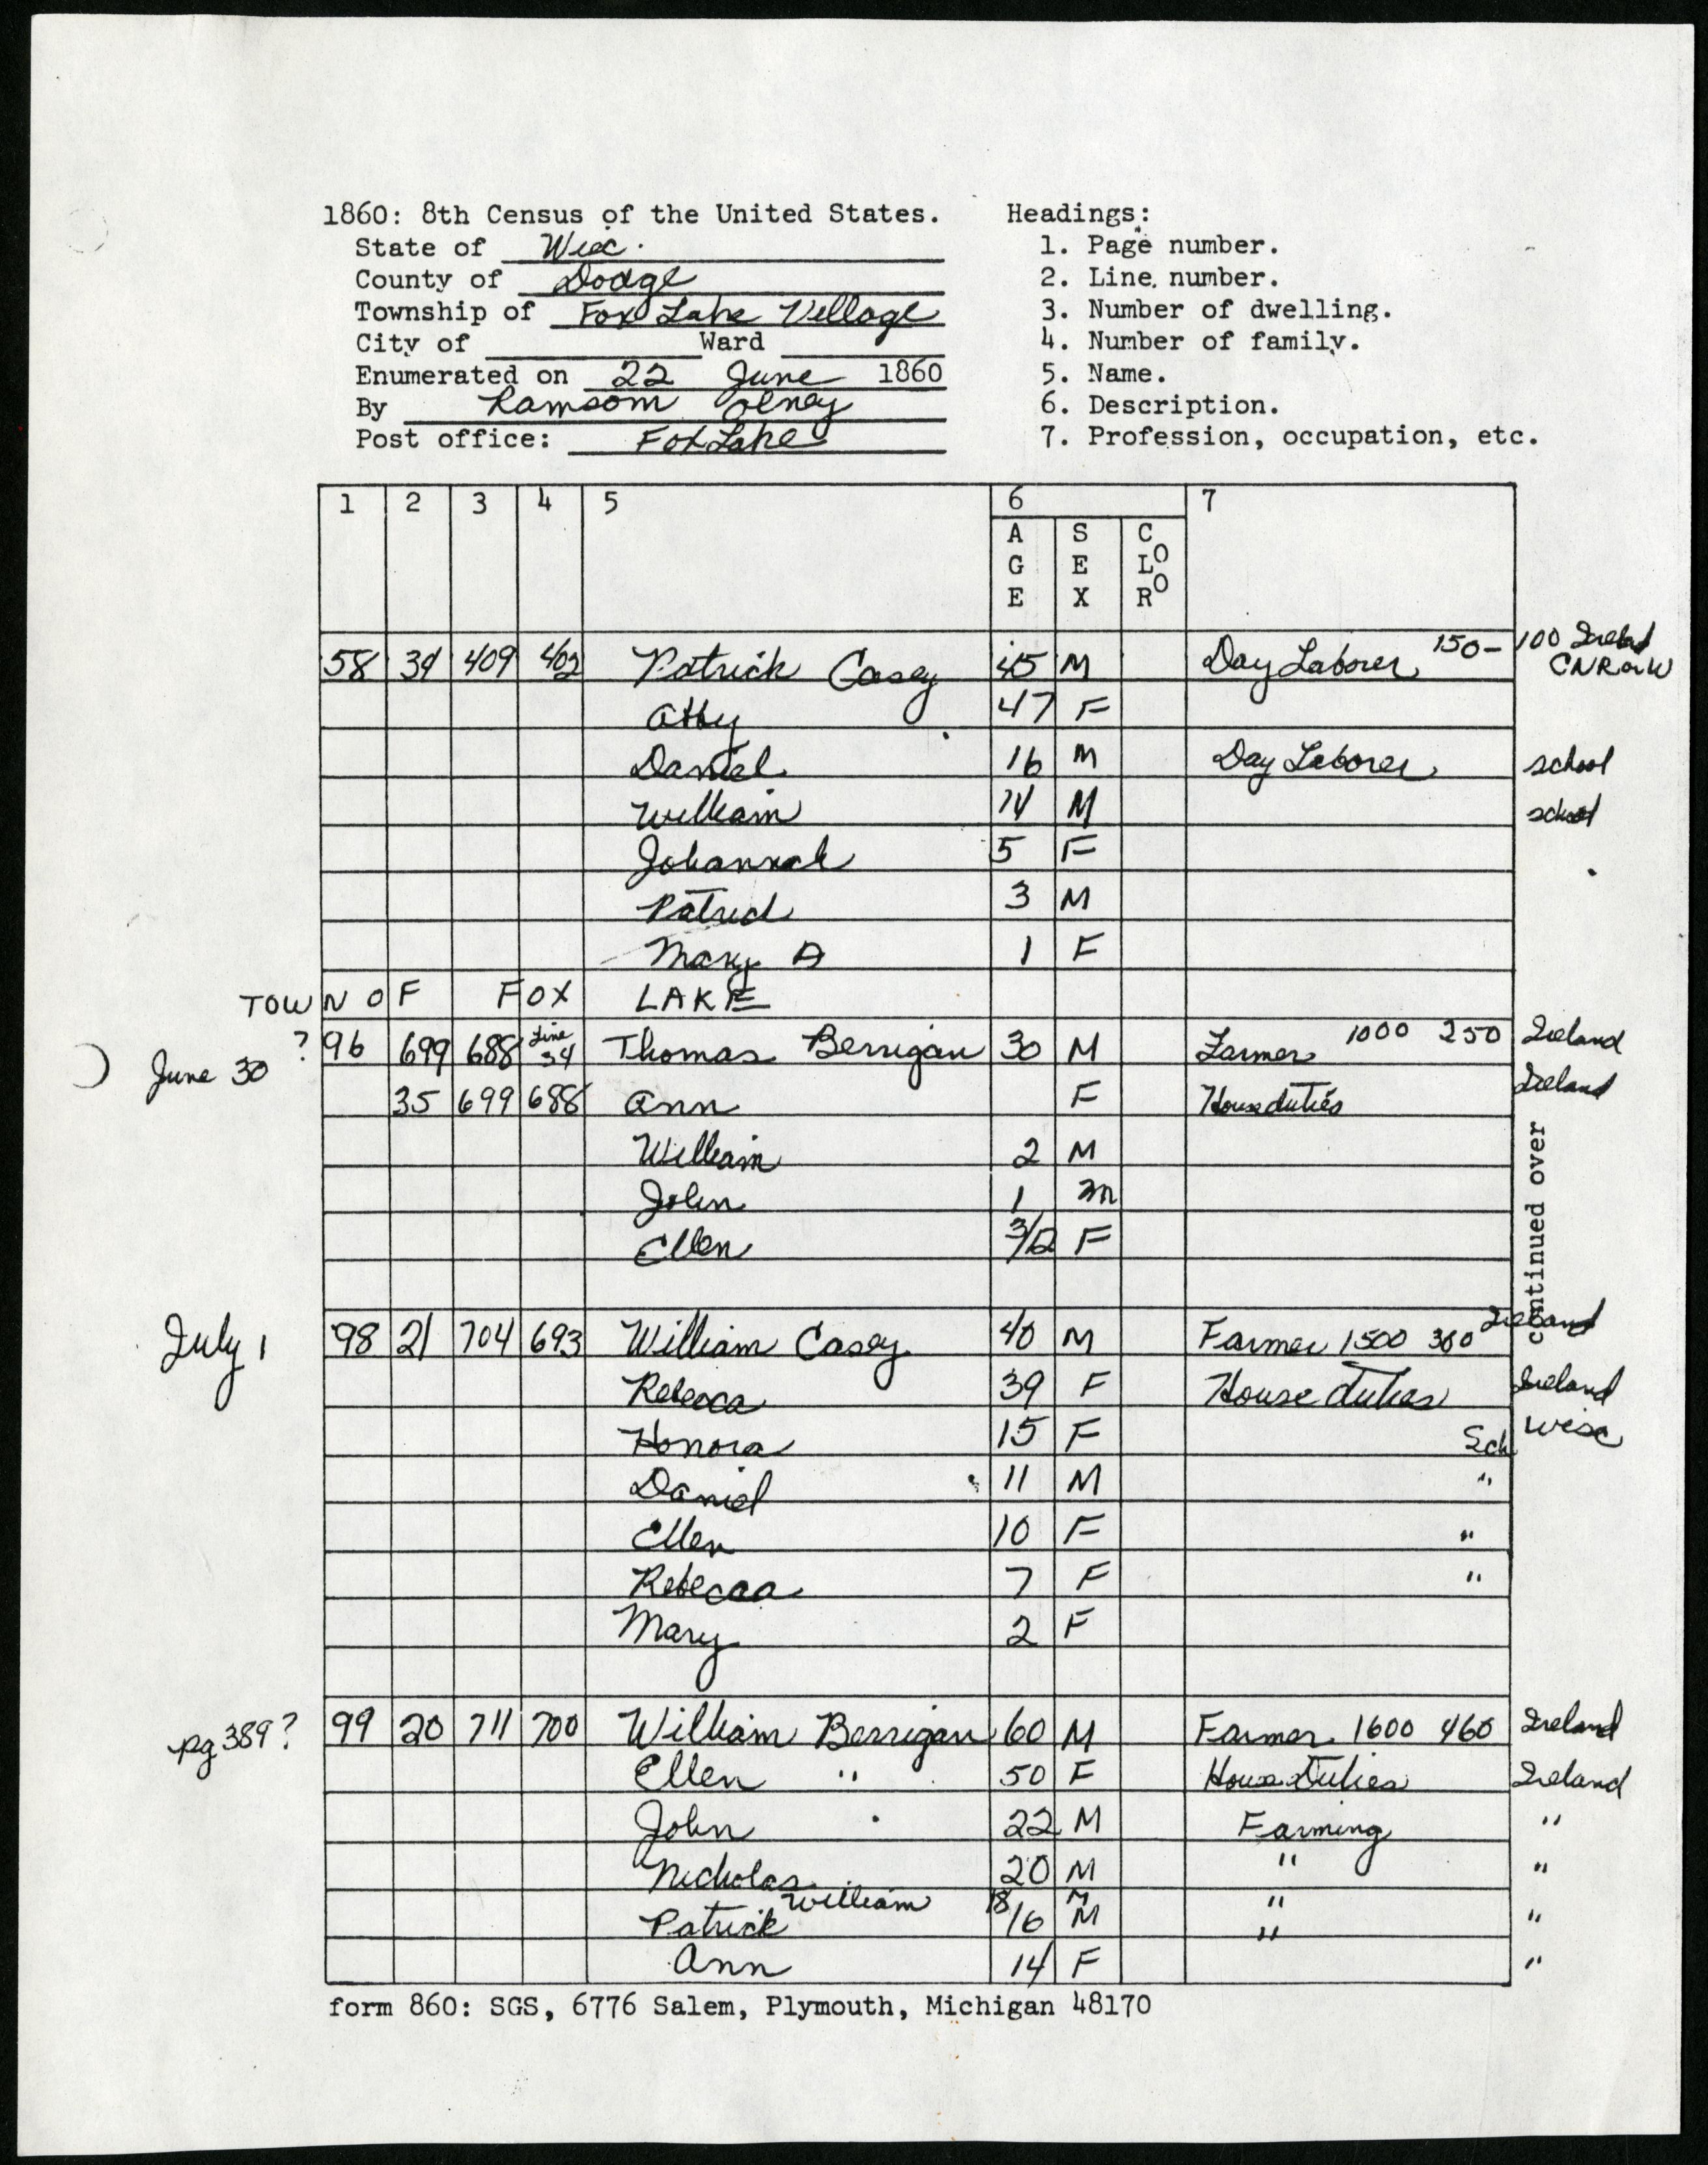 1860: 8th Census of the United States.
State of Wisc.
County of Dodge
Township of Fox Lake Village
City of Ward
Enumerated on 22 June 1860
By Ramsom Olney
Post office: Fox Lake
Headings:
1. Page number.
2. Line number.
3. Number of dwelling.
4. Number of family.
5. Name.
6. Description.
7. Profession, occupation, etc.
1 2 3 4 5 6 7
AGE SEX COLOR
58 39 409 402 Patrick Casey 45 M Day Laborer 150- 100 Ireland
Abby 47 F
Daniel 16 M Day Laborer school
William 14 M school
Johannah 5 F
Patrick 3 M
Mary A 1 F
TOWN OF FOX LAKE
June 30 ? 96 699 688 Line 34 Thomas Berrigan 30 M Farmer 1000 250 Ireland
35 699 688 Ann F House duties Ireland
William 2 M
John 1 M
Ellen 3/12 F
continued over
July 1 98 21 704 693 William Casey 40 M Farmer 1500 300 Ireland
Rebecca 39 F House duties Ireland
Honora 15 F Sch Wisc
Daniel 11 M "
Ellen 10 F "
Rebecca 7 F "
Mary 2 F
pg 389? 99 20 711 700 William Berrigan 60 M Farmer 1600 460 Ireland
Ellen " 50 F House Duties Ireland
John 22 M Farming "
Nicholas 20 M " "
William 18 M "
Patrick 16 M " "
Ann 14 F "
form 860: SGS, 6776 Salem, Plymouth, Michigan 48170